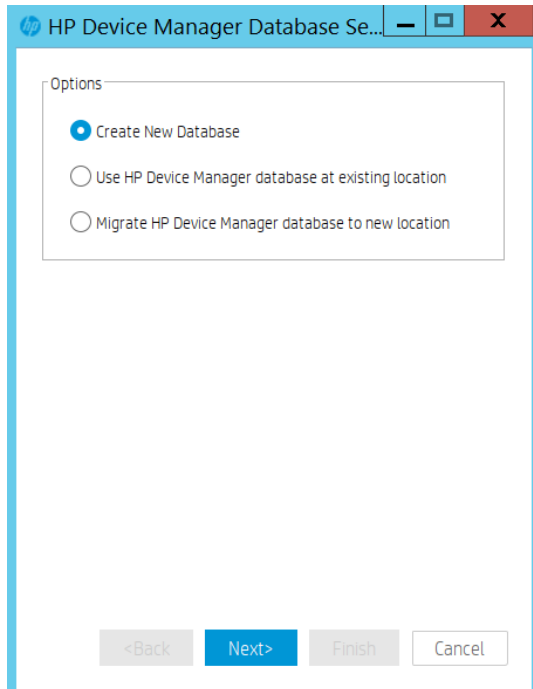 hp HP Device Manager Database Se...
Options
Create New Database
Use HP Device Manager database at existing location
Migrate HP Device Manager database to new location
<Back Next> Finish Cancel